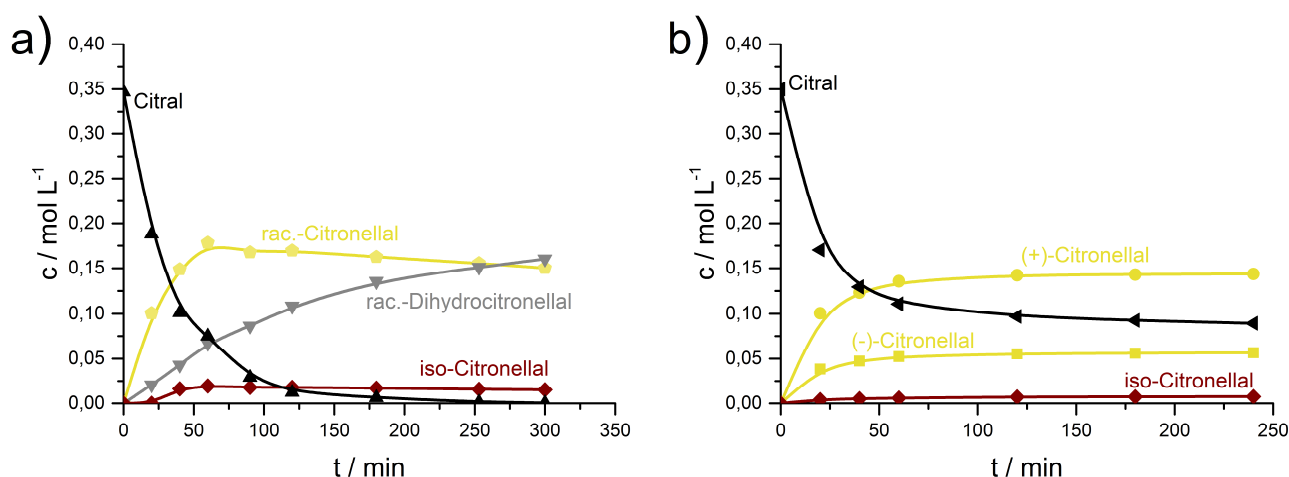 a)
0,40
0,35
0,30
0,25
0,20
0,15
0,10
0,05
0,00
c / mol L⁻¹
Citral
rac.-Citronellal
rac.-Dihydrocitronellal
iso-Citronellal
0 50 100 150 200 250 300 350
t / min
b)
0,40
0,35
0,30
0,25
0,20
0,15
0,10
0,05
0,00
c / mol L⁻¹
Citral
(+)-Citronellal
(-)-Citronellal
iso-Citronellal
0 50 100 150 200 250
t / min